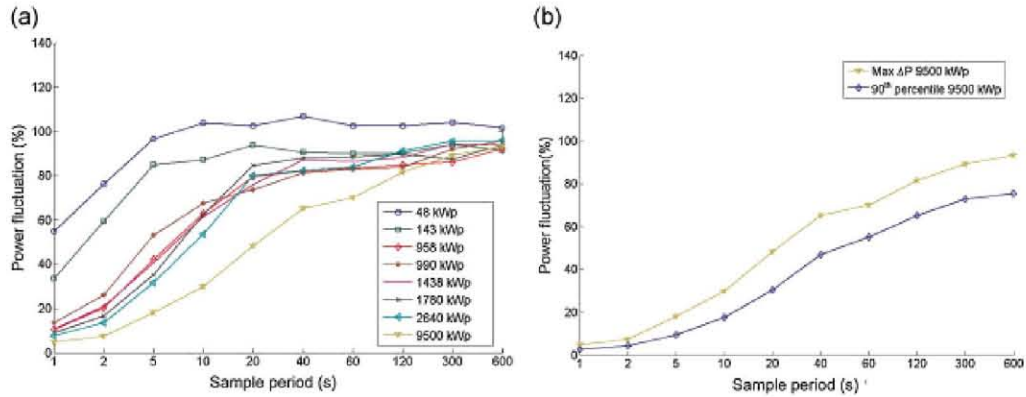 (a)
140
120
100
80
60
40
20
0
Power fluctuation (%)
1 2 5 10 20 40 60 120 300 600
Sample period (s)
48 kWp
143 kWp
958 kWp
990 kWp
1438 kWp
1780 kWp
2640 kWp
9500 kWp
(b)
140
120
100
80
60
40
20
0
Power fluctuation(%)
1 2 5 10 20 40 60 120 300 600
Sample period (s)
Max ΔP 9500 kWp
90th percentile 9500 kWp